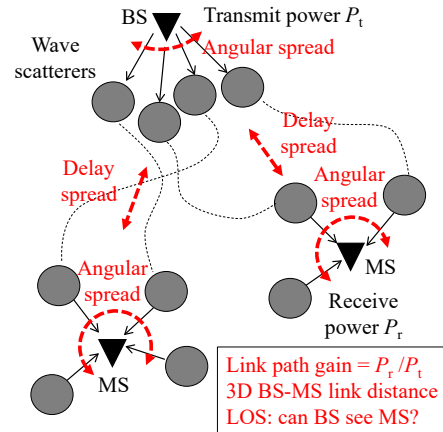 BS
Transmit power Pt
Angular spread
Wave
scatterers
Delay
spread
Delay
spread
Angular
spread
MS
Receive
power Pr
Angular
spread
MS
Link path gain = Pr /Pt
3D BS-MS link distance
LOS: can BS see MS?